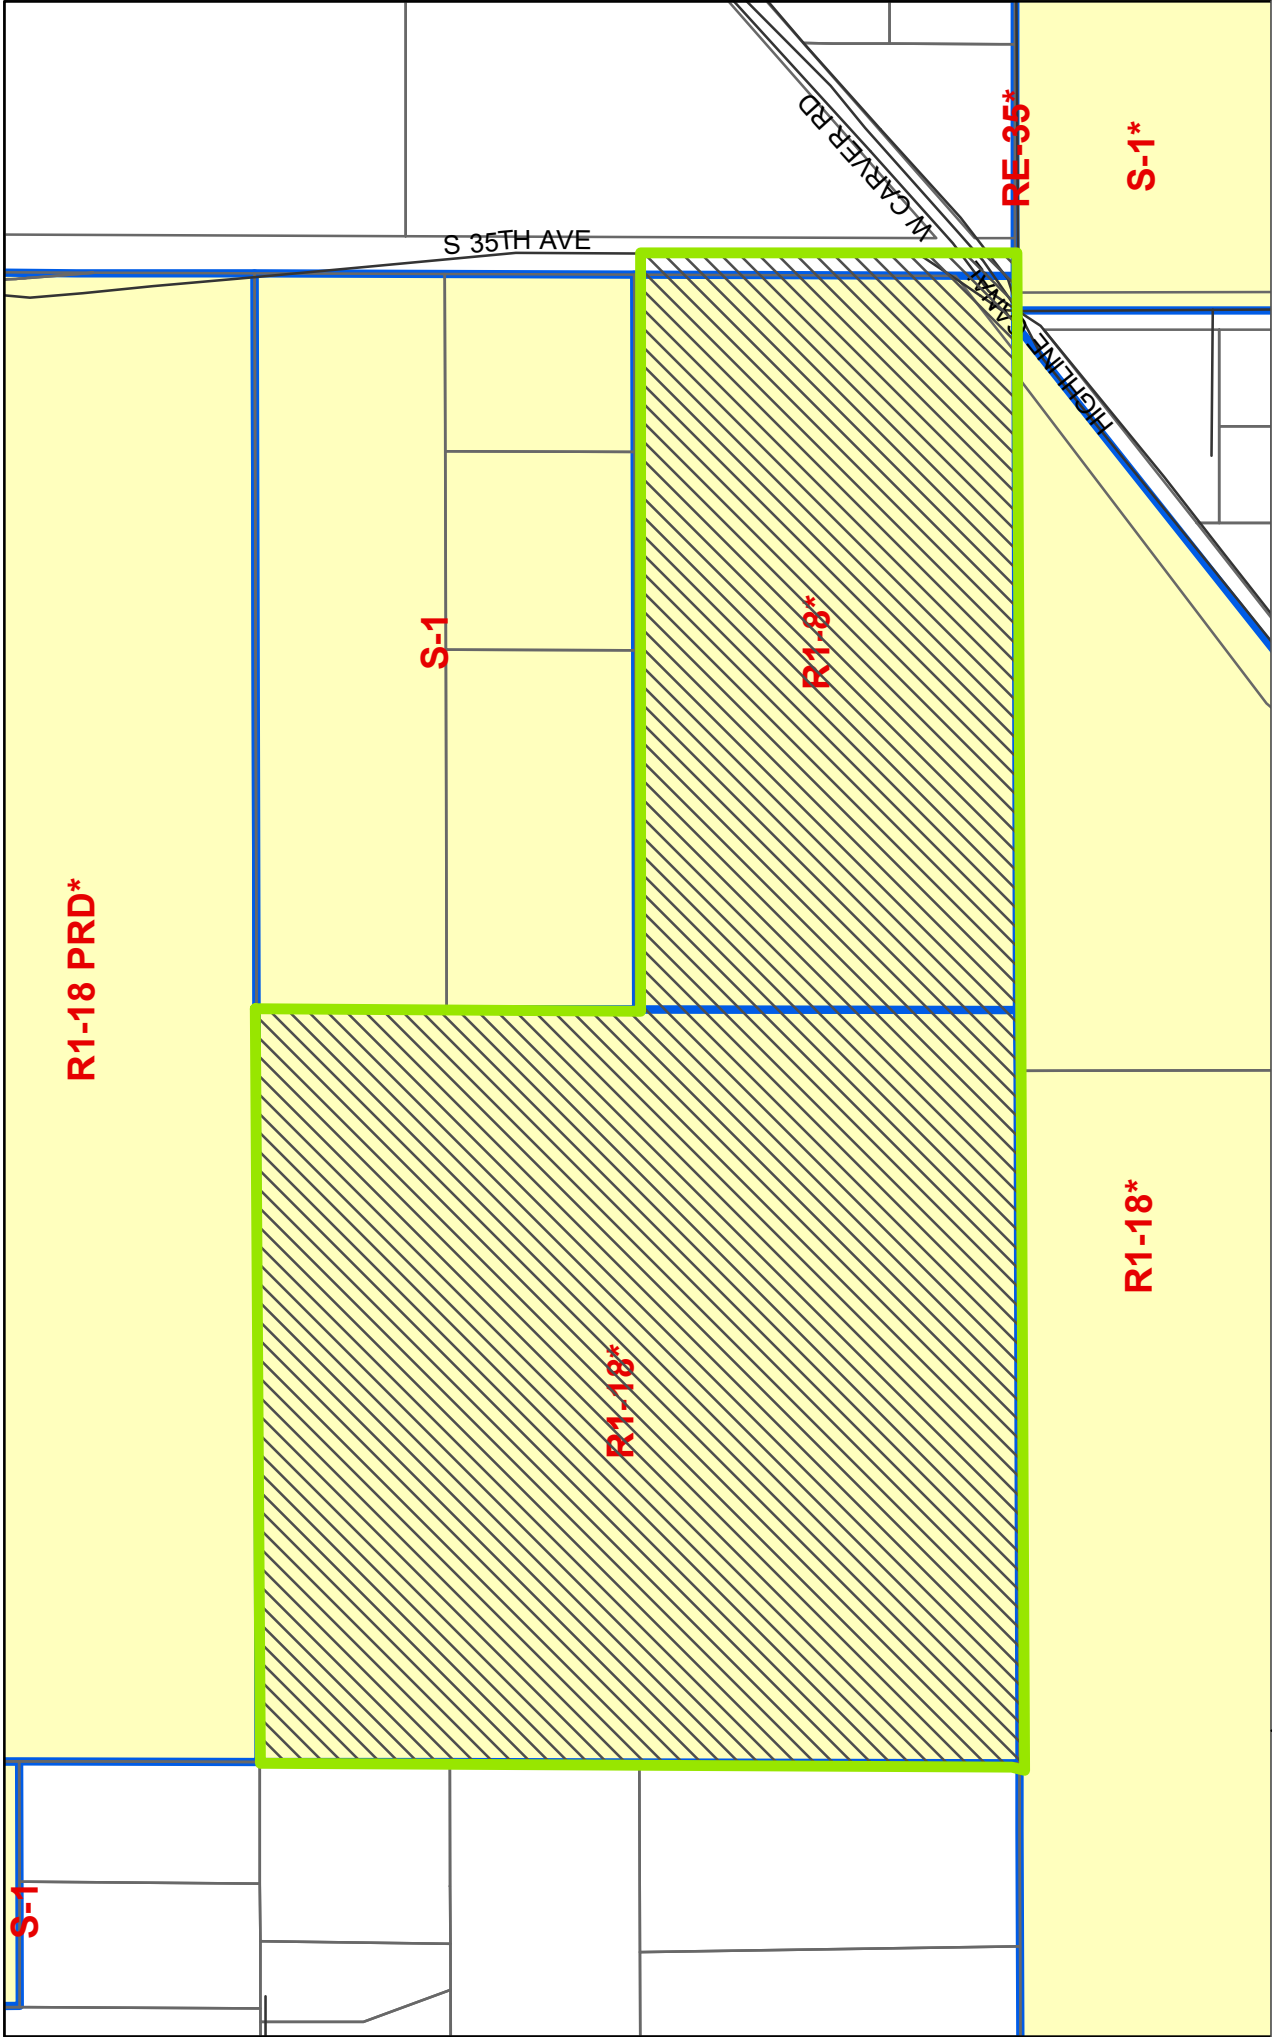 W CARVER RD
RE-35*
S-1*
S 35TH AVE
HIGHLINE CANAL
S-1
R1-8*
R1-18 PRD*
R1-18*
R1-18*
S-1